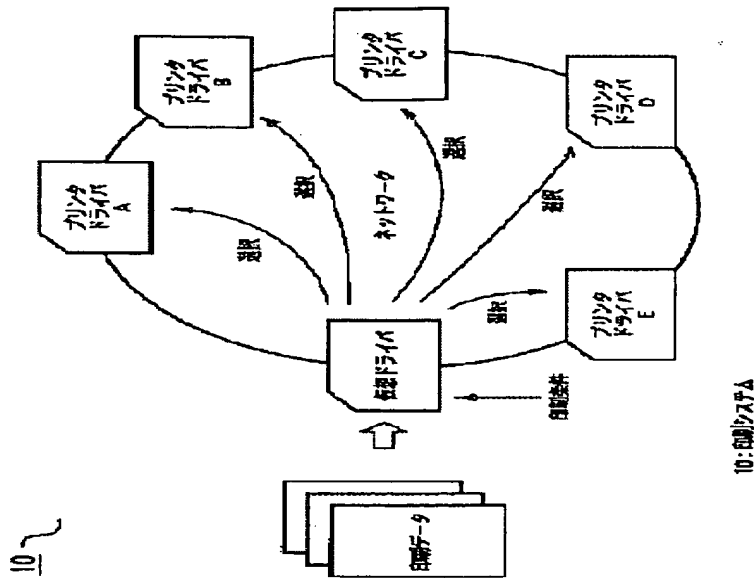 10
プリンタ
ドライバ
A
プリンタ
ドライバ
B
プリンタ
ドライバ
C
プリンタ
ドライバ
D
プリンタ
ドライバ
E
選択
選択
選択
選択
選択
ネットワーク
仮想ドライバ
印刷条件
印刷データ
10:印刷システム